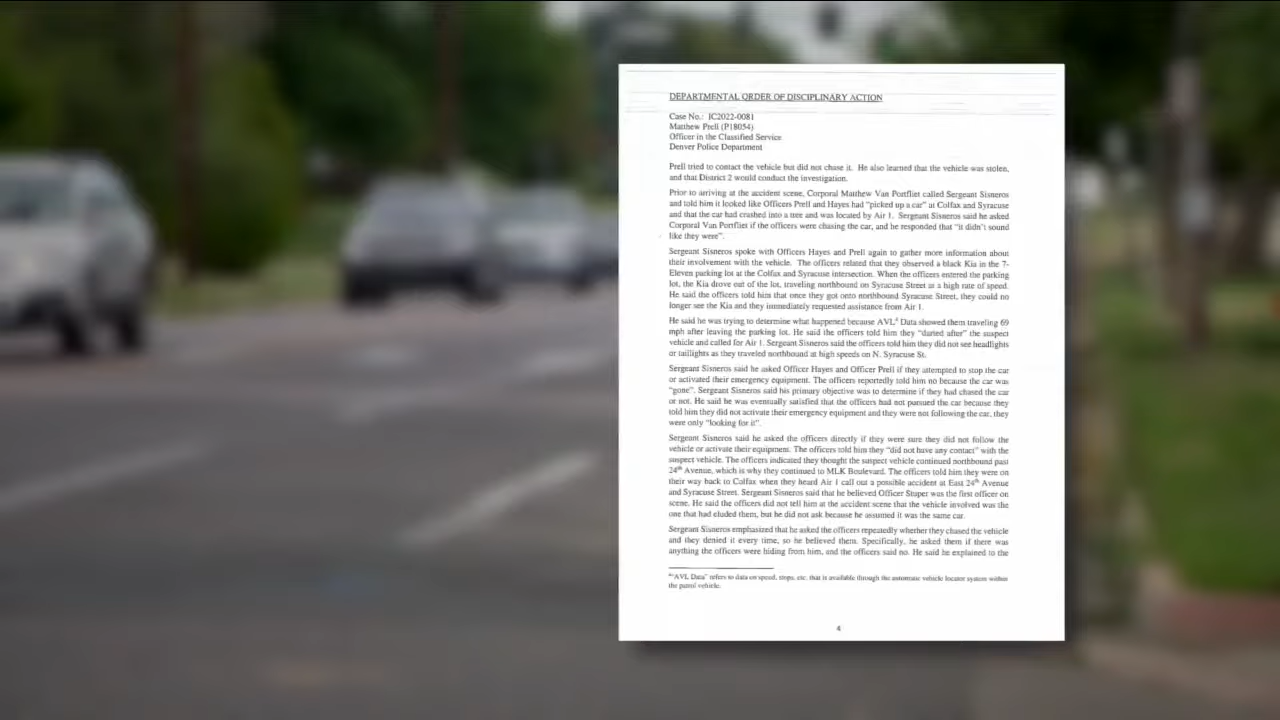 DEPARTMENTAL ORDER OF DISCIPLINARY ACTION
Case No.: IC2022-0081
Matthew Prell (P18054)
Officer in the Classified Service
Denver Police Department
Prell tried to contact the vehicle but did not chase it. He also learned that the vehicle was stolen,
and that District 2 would conduct the investigation.
Prior to arriving at the accident scene, Corporal Matthew Van Portfliet called Sergeant Sisneros
and told him it looked like Officers Prell and Hayes had "picked up a car" at Colfax and Syracuse
and that the car had crashed into a tree and was located by Air 1. Sergeant Sisneros said he asked
Corporal Van Portfliet if the officers were chasing the car, and he responded that "it didn't sound
like they were".
Sergeant Sisneros spoke with Officers Hayes and Prell again to gather more information about
their involvement with the vehicle. The officers related that they observed a black Kia in the 7-
Eleven parking lot at the Colfax and Syracuse intersection. When the officers entered the parking
lot, the Kia drove out of the lot, traveling northbound on Syracuse Street at a high rate of speed.
He said the officers told him that once they got onto northbound Syracuse Street, they could no
longer see the Kia and they immediately requested assistance from Air 1.
He said he was trying to determine what happened because AVL⁴ Data showed them traveling 69
mph after leaving the parking lot. He said the officers told him they "darted after" the suspect
vehicle and called for Air 1. Sergeant Sisneros said the officers told him they did not see headlights
or taillights as they traveled northbound at high speeds on N. Syracuse St.
Sergeant Sisneros said he asked Officer Hayes and Officer Prell if they attempted to stop the car
or activated their emergency equipment. The officers reportedly told him no because the car was
"gone". Sergeant Sisneros said his primary objective was to determine if they had chased the car
or not. He said he was eventually satisfied that the officers had not pursued the car because they
told him they did not activate their emergency equipment and they were not following the car, they
were only "looking for it".
Sergeant Sisneros said he asked the officers directly if they were sure they did not follow the
vehicle or activate their equipment. The officers told him they "did not have any contact" with the
suspect vehicle. The officers indicated they thought the suspect vehicle continued northbound past
24th Avenue, which is why they continued to MLK Boulevard. The officers told him they were on
their way back to Colfax when they heard Air 1 call out a possible accident at East 24th Avenue
and Syracuse Street. Sergeant Sisneros said that he believed Officer Stuper was the first officer on
scene. He said the officers did not tell him at the accident scene that the vehicle involved was the
one that had eluded them, but he did not ask because he assumed it was the same car.
Sergeant Sisneros emphasized that he asked the officers repeatedly whether they chased the vehicle
and they denied it every time, so he believed them. Specifically, he asked them if there was
anything the officers were hiding from him, and the officers said no. He said he explained to the
⁴"AVL Data" refers to data on speed, stops, etc. that is available through the automatic vehicle locator system within
the patrol vehicle.
4